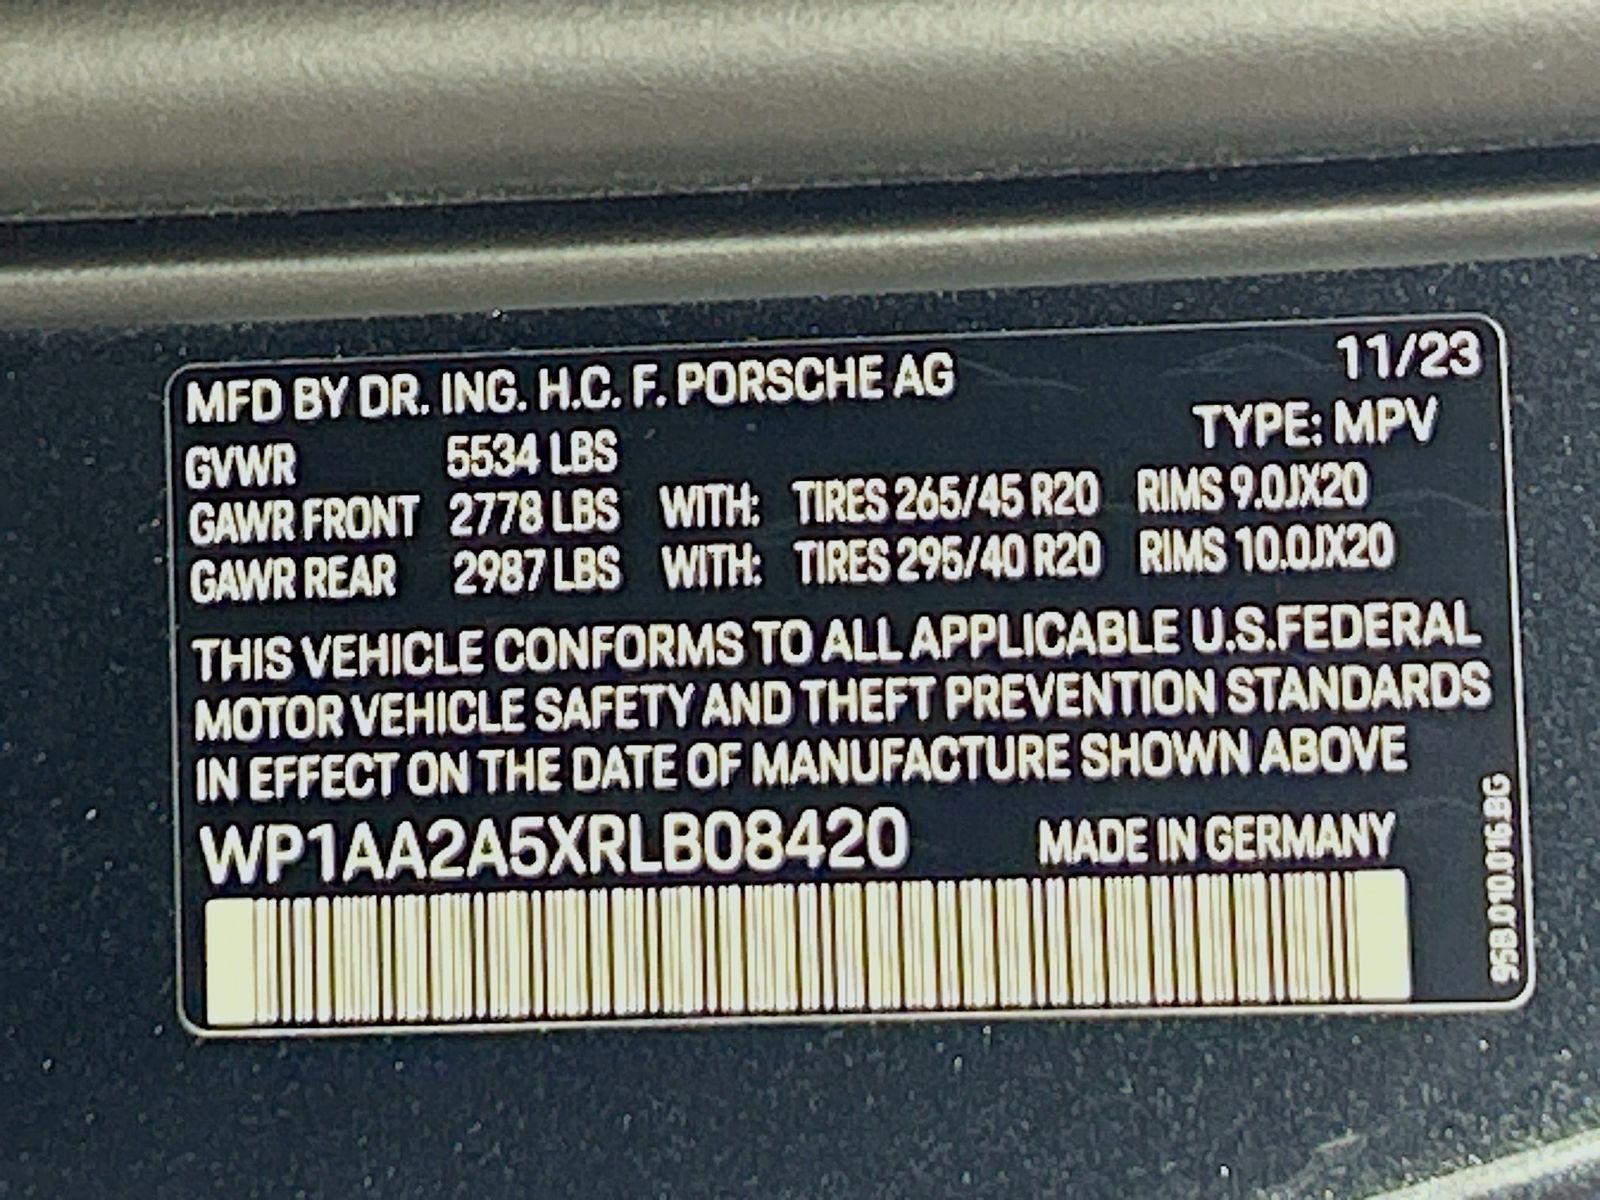 MFD BY DR. ING. H.C. F. PORSCHE AG 11/23
TYPE: MPV
GVWR 5534 LBS
GAWR FRONT 2778 LBS WITH: TIRES 265/45 R20 RIMS 9.0JX20
GAWR REAR 2987 LBS WITH: TIRES 295/40 R20 RIMS 10.0JX20
THIS VEHICLE CONFORMS TO ALL APPLICABLE U.S.FEDERAL
MOTOR VEHICLE SAFETY AND THEFT PREVENTION STANDARDS
IN EFFECT ON THE DATE OF MANUFACTURE SHOWN ABOVE
WP1AA2A5XRLB08420 MADE IN GERMANY
95B.010.016.BG